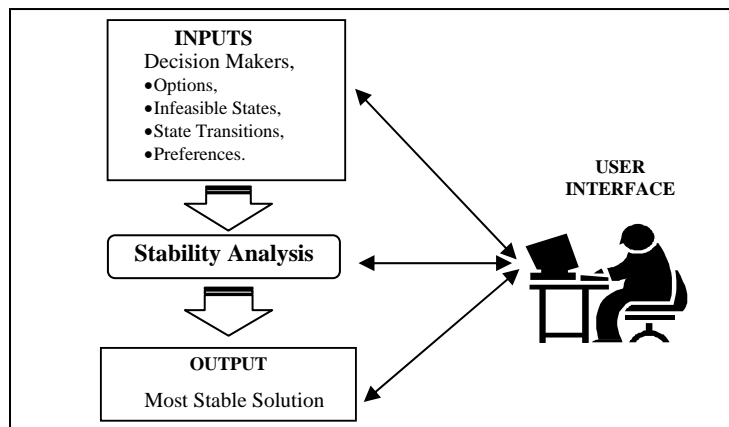 INPUTS
Decision Makers,
•Options,
•Infeasible States,
•State Transitions,
•Preferences.
Stability Analysis
OUTPUT
Most Stable Solution
USER
INTERFACE